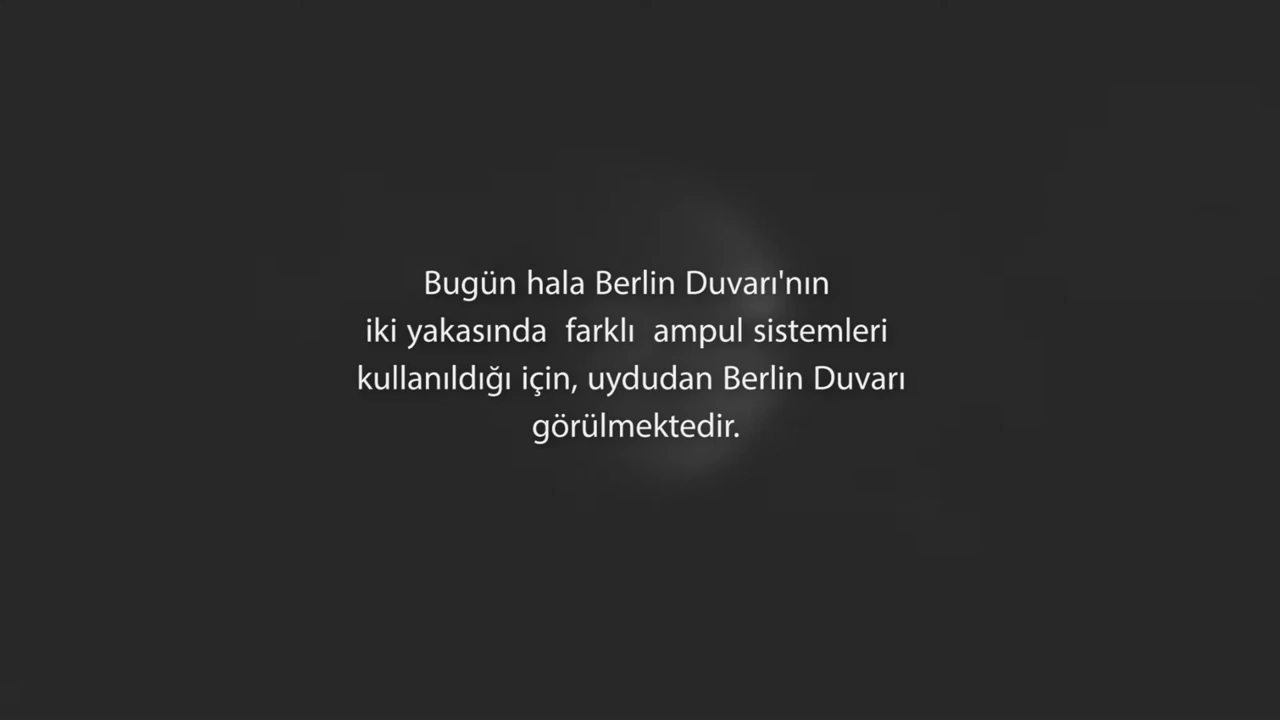 Bugün hala Berlin Duvarı'nın
iki yakasında farklı ampul sistemleri
kullanıldığı için, uydudan Berlin Duvarı
görülmektedir.